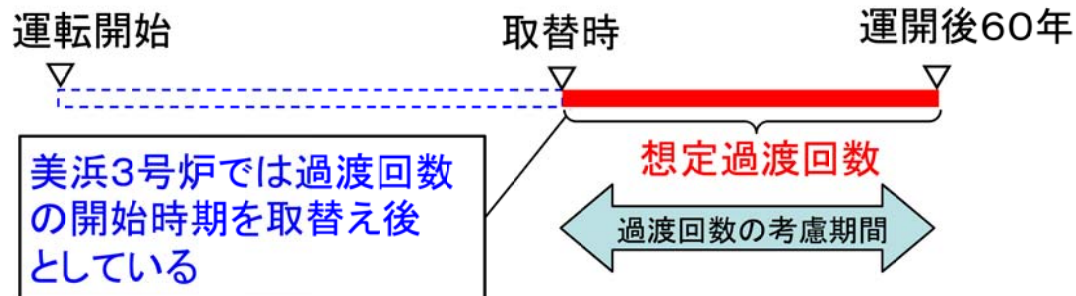 運転開始
取替時
運開後60年
美浜3号炉では過渡回数
の開始時期を取替え後
としている
想定過渡回数
過渡回数の考慮期間